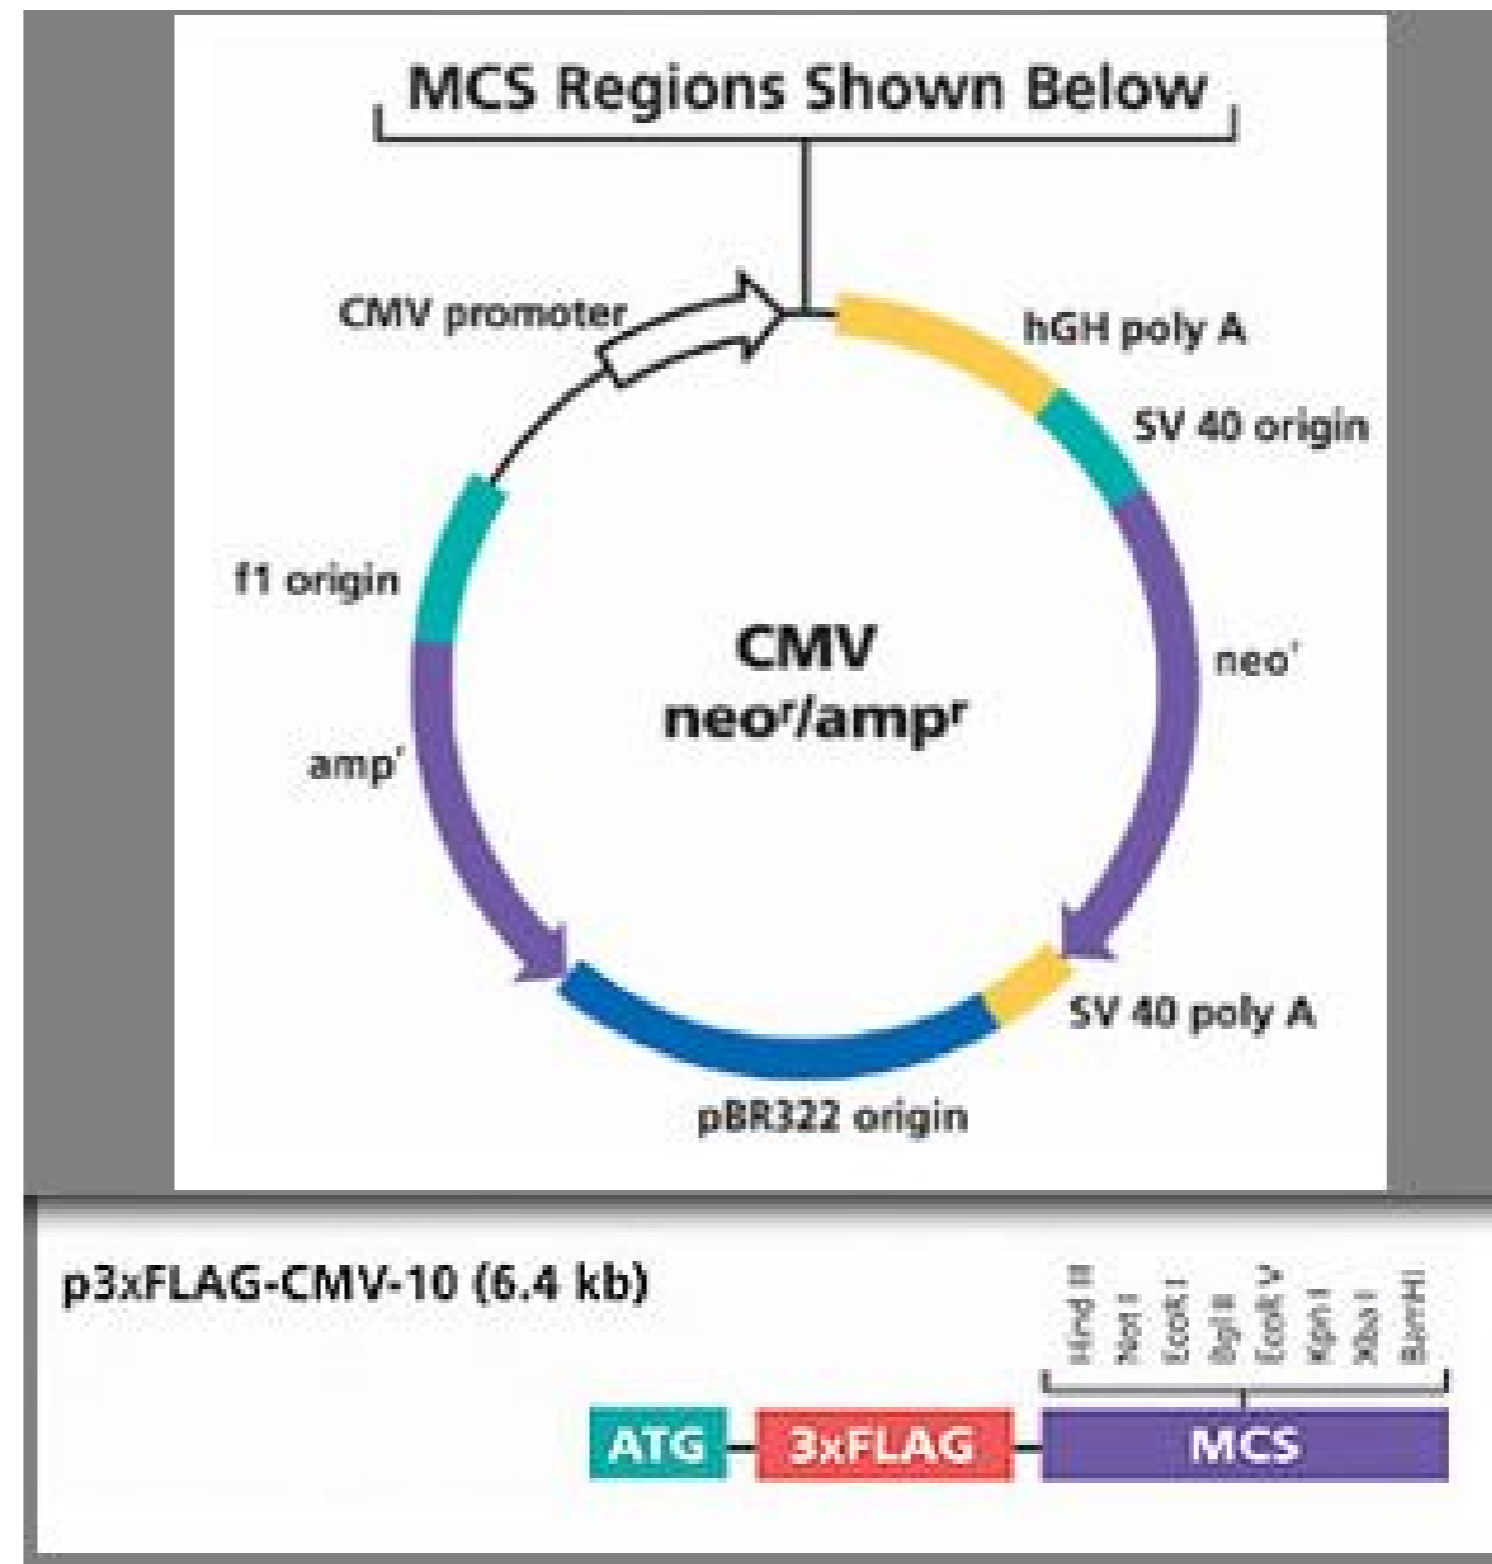 MCS Regions Shown Below
CMV promoter
hGH poly A
SV 40 origin
f1 origin
CMV
neoʳ/ampʳ
neoʳ
ampʳ
SV 40 poly A
pBR322 origin
p3xFLAG-CMV-10 (6.4 kb)
Hind II
Not I
EcoR I
Bgl II
EcoR V
Kpn I
Xba I
BamHI
ATG
3xFLAG
MCS